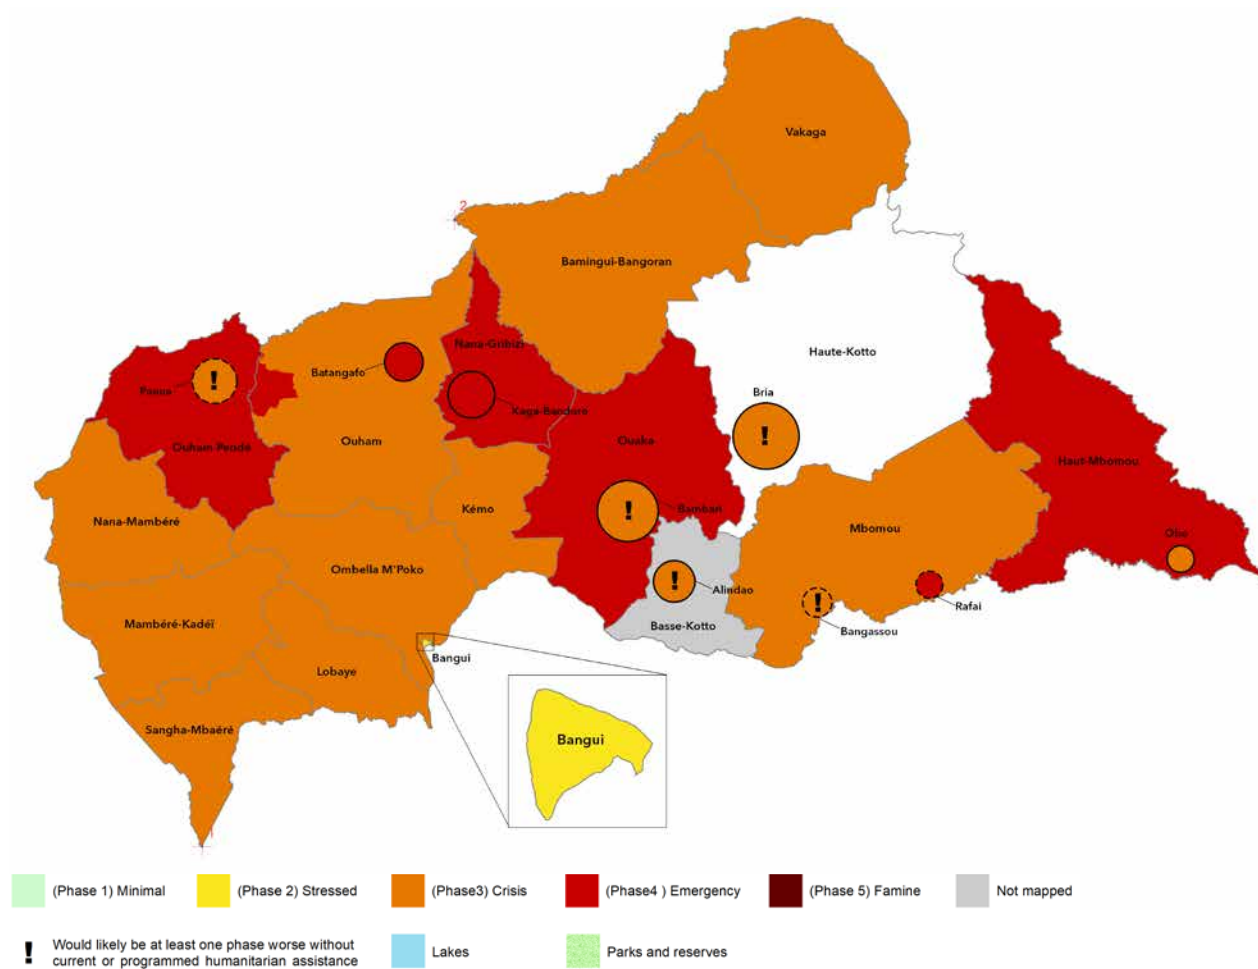 Vakaga
2
Bamingui-Bangoran
Nana-Gribizi
Haute-Kotto
Batangafo
Paoua
Bria
Kaga-Bandoro
Ouham
Ouaka
Ouham-Pendé
Haut-Mbomou
!
!
Kémo
Bambari
!
Nana-Mambéré
Mbomou
Obo
Ombella M'Poko
!
Alindao
!
Rafai
Mambéré-Kadéï
Basse-Kotto
Bangassou
Bangui
Lobaye
Sangha-Mbaéré
Bangui
1
(Phase 1) Minimal
(Phase 2) Stressed
(Phase3) Crisis
(Phase4 ) Emergency
(Phase 5) Famine
Not mapped
! Would likely be at least one phase worse without
current or programmed humanitarian assistance
Lakes
Parks and reserves